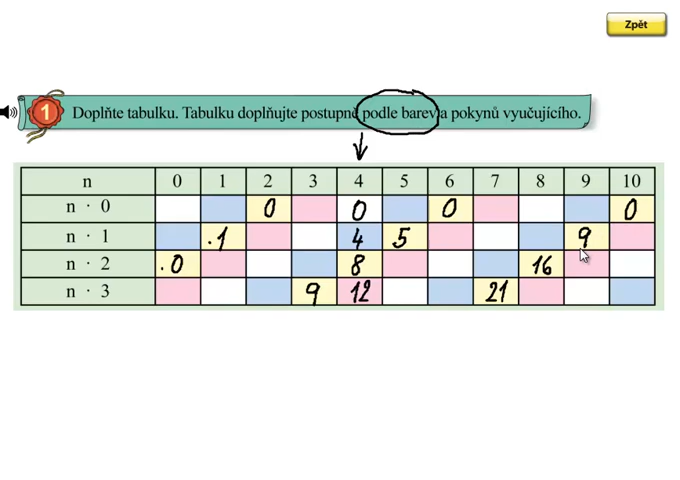 Zpět
1 Doplňte tabulku. Tabulku doplňujte postupně podle barev a pokynů vyučujícího.
n 0 1 2 3 4 5 6 7 8 9 10
n · 0 0 0 0 0
n · 1 .1 4 5 9
n · 2 .0 8 16
n · 3 9 12 21